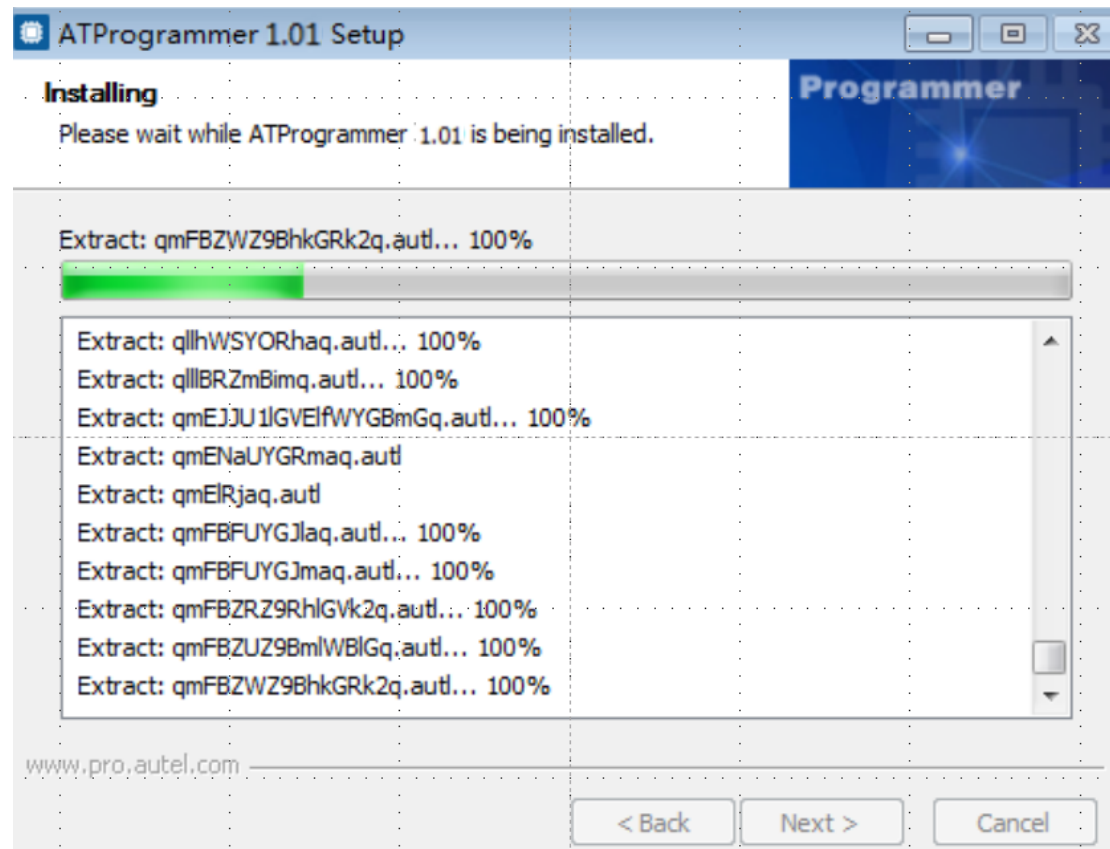 ATProgrammer 1.01 Setup
Installing
Programmer
Please wait while ATProgrammer 1.01 is being installed.
Extract: qmFBZWZ9BhkGRk2q.autl... 100%
Extract: qllhWSYORhaq.autl... 100%
Extract: qlllBRZmBimq.autl... 100%
Extract: qmEJJU1lGVElfWYGBmGq.autl... 100%
Extract: qmENaUYGRmaq.autl
Extract: qmElRjaq.autl
Extract: qmFBFUYGJlaq.autl... 100%
Extract: qmFBFUYGJmaq.autl... 100%
Extract: qmFBZRZ9RhlGVk2q.autl... 100%
Extract: qmFBZUZ9BmlWBlGq.autl... 100%
Extract: qmFBZWZ9BhkGRk2q.autl... 100%
www.pro.autel.com
< Back
Next >
Cancel